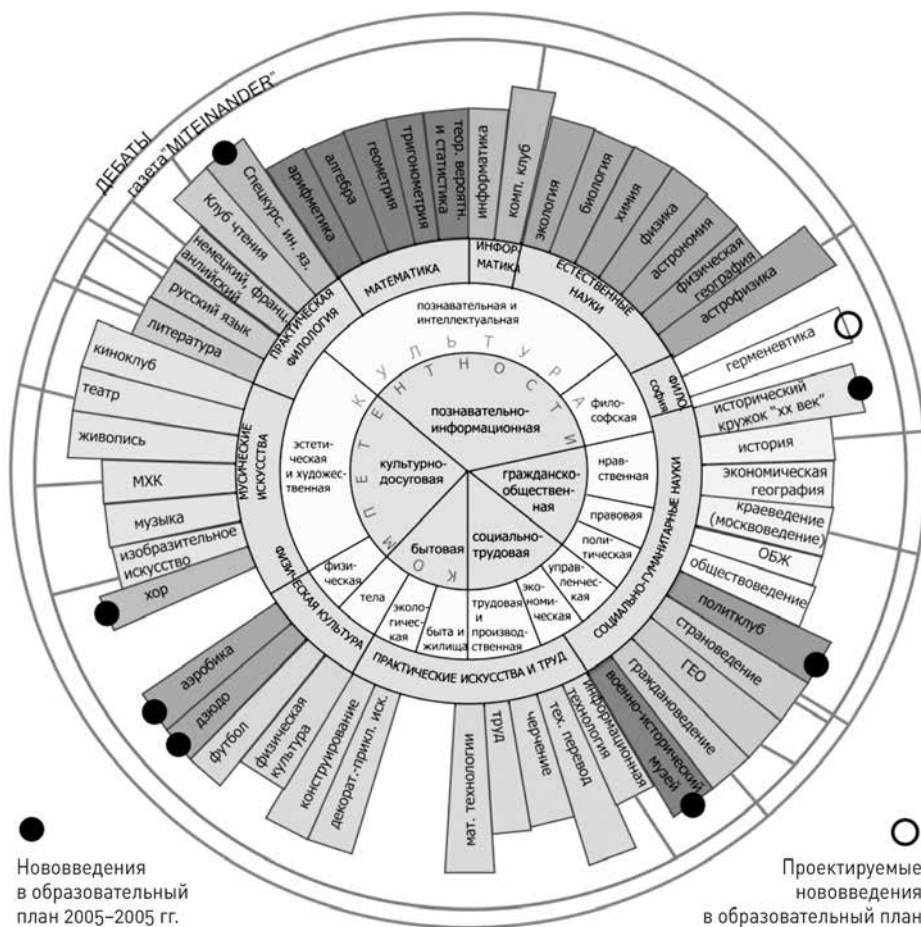 ДЕБАТЫ
газета"MITEINANDER"
Спецкурс. ин. яз.
Клуб чтения
немецкий, франц,
анлийский
русский язык
литература
арифметика
алгебра
геометрия
тригонометрия
теор. вероятн.
и статистика
информатика
комп. клуб
экология
биология
химия
физика
астрономия
физическая
география
астрофизика
герменевтика
исторический
кружок "хх век"
история
экономическая
география
краеведение
(москвоведение)
ОБЖ
обществоведение
политклуб
страноведение
ГЕО
граждановедение
военно-исторический
музей
информационная
технология
тех. перевод
черчение
труд
мат. технологии
декорат.-прикл. иск.
конструирование
физическая
культура
футбол
дзюдо
аэробика
хор
изобразительное
искусство
музыка
МХК
живопись
театр
киноклуб
ПРАКТИЧЕСКАЯ
ФИЛОЛОГИЯ
МАТЕМАТИКА
ИНФОР
МАТИКА
ЕСТЕСТВЕННЫЕ
НАУКИ
ФИЛО
софия
СОЦИАЛЬНО-ГУМАНИТАРНЫЕ НАУКИ
ПРАКТИЧЕСКИЕ ИСКУССТВА И ТРУД
ФИЗИЧЕСКАЯ КУЛЬТУРА
МУСИЧЕСКИЕ
ИСКУССТВА
познавательная и
интеллектуальная
фило-
софская
нрав-
ственная
правовая
поли-
тическая
управ-
ленчес-
кая
эко-
номи-
ческая
трудовая
и
производ-
ственная
быта и
жилища
эколо-
гичес-
кая
тела
физи-
ческая
эстети-
ческая
и художес-
твенная
КУЛЬТУРА
КОМПЕТЕНТНОСТИ
познавательно-
информационная
гражданско-
обществен-
ная
социально-
трудовая
бытовая
культурно-
досуговая
Нововведения
в образовательный
план 2005–2005 гг.
Проектируемые
нововведения
в образовательный план